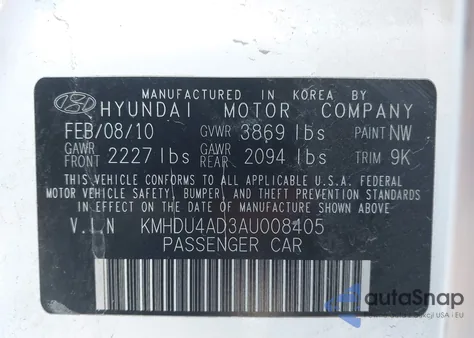 MANUFACTURED IN KOREA BY
HYUNDAI MOTOR COMPANY
FEB/08/10 GVWR 3869 lbs PAINT NW
GAWR FRONT 2227 lbs GAWR REAR 2094 lbs TRIM 9K
THIS VEHICLE CONFORMS TO ALL APPLICABLE U.S.A. FEDERAL
MOTOR VEHICLE SAFETY, BUMPER, AND THEFT PREVENTION STANDARDS
IN EFFECT ON THE DATE OF MANUFACTURE SHOWN ABOVE.
V.I.N KMHDU4AD3AU008405
PASSENGER CAR
autoSnap